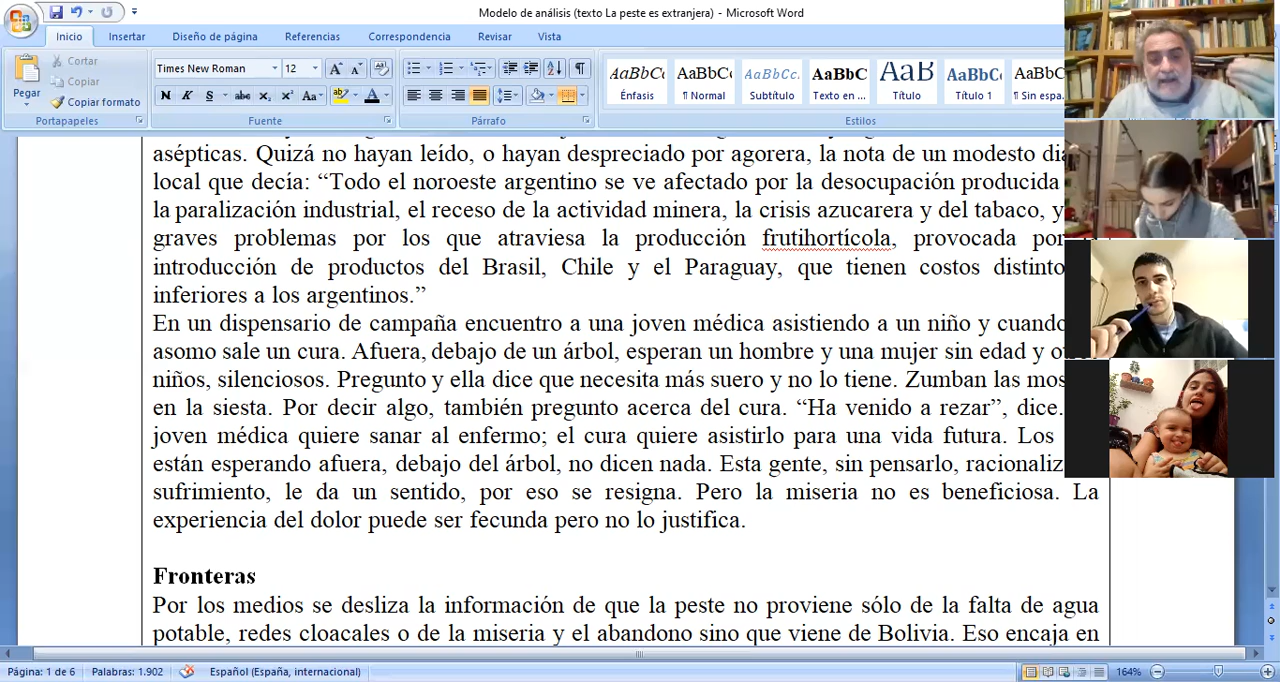 Modelo de análisis (texto La peste es extranjera) - Microsoft Word
Inicio Insertar Diseño de página Referencias Correspondencia Revisar Vista
Pegar
Cortar
Copiar
Copiar formato
Portapapeles
Times New Roman 12
N K S abc x₂ x² Aa
Fuente
Párrafo
AaBbCc AaBbCc AaBbCc. AaBbC AaB AaBbC AaBbC
Énfasis ¶ Normal Subtítulo Texto en ... Título Título 1 ¶ Sin espa...
Estilos
asépticas. Quizá no hayan leído, o hayan despreciado por agorera, la nota de un modesto
local que decía: “Todo el noroeste argentino se ve afectado por la desocupación producida
la paralización industrial, el receso de la actividad minera, la crisis azucarera y del tabaco, y
graves problemas por los que atraviesa la producción frutihortícola, provocada por
introducción de productos del Brasil, Chile y el Paraguay, que tienen costos distinto
inferiores a los argentinos.”
En un dispensario de campaña encuentro a una joven médica asistiendo a un niño y cuando
asomo sale un cura. Afuera, debajo de un árbol, esperan un hombre y una mujer sin edad y
niños, silenciosos. Pregunto y ella dice que necesita más suero y no lo tiene. Zumban las
en la siesta. Por decir algo, también pregunto acerca del cura. “Ha venido a rezar”, dice.
joven médica quiere sanar al enfermo; el cura quiere asistirlo para una vida futura. Los
están esperando afuera, debajo del árbol, no dicen nada. Esta gente, sin pensarlo, racionaliz
sufrimiento, le da un sentido, por eso se resigna. Pero la miseria no es beneficiosa. La
experiencia del dolor puede ser fecunda pero no lo justifica.
Fronteras
Por los medios se desliza la información de que la peste no proviene sólo de la falta de agua
potable, redes cloacales o de la miseria y el abandono sino que viene de Bolivia. Eso encaja en
Página: 1 de 6 Palabras: 1.902 Español (España, internacional) 164%